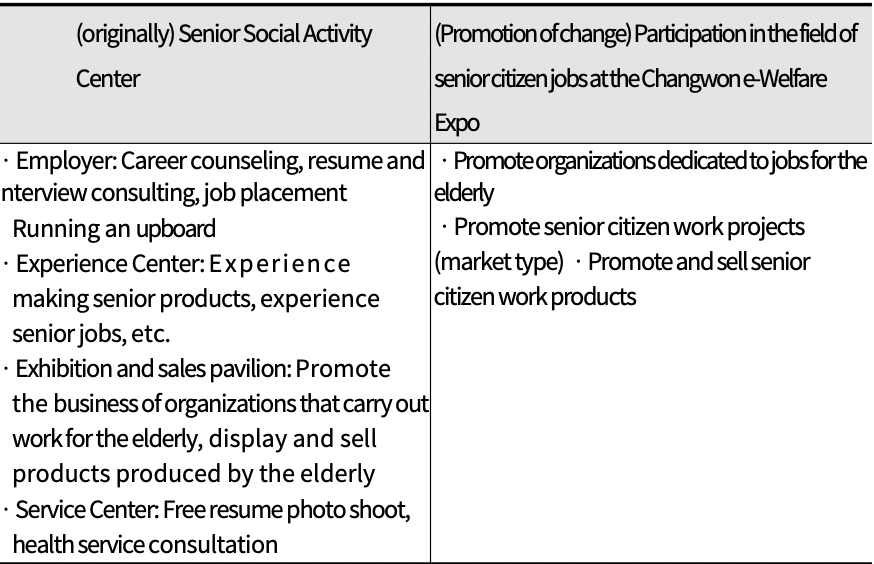 (originally) Senior Social Activity
Center
(Promotion of change) Participation in the field of
senior citizen jobs at the Changwon e-Welfare
Expo
· Employer: Career counseling, resume and
nterview consulting, job placement
Running an upboard
· Experience Center: Experience
making senior products, experience
senior jobs, etc.
· Exhibition and sales pavilion: Promote
the business of organizations that carry out
work for the elderly, display and sell
products produced by the elderly
· Service Center: Free resume photo shoot,
health service consultation
· Promote organizations dedicated to jobs for the
elderly
· Promote senior citizen work projects
(market type) · Promote and sell senior
citizen work products